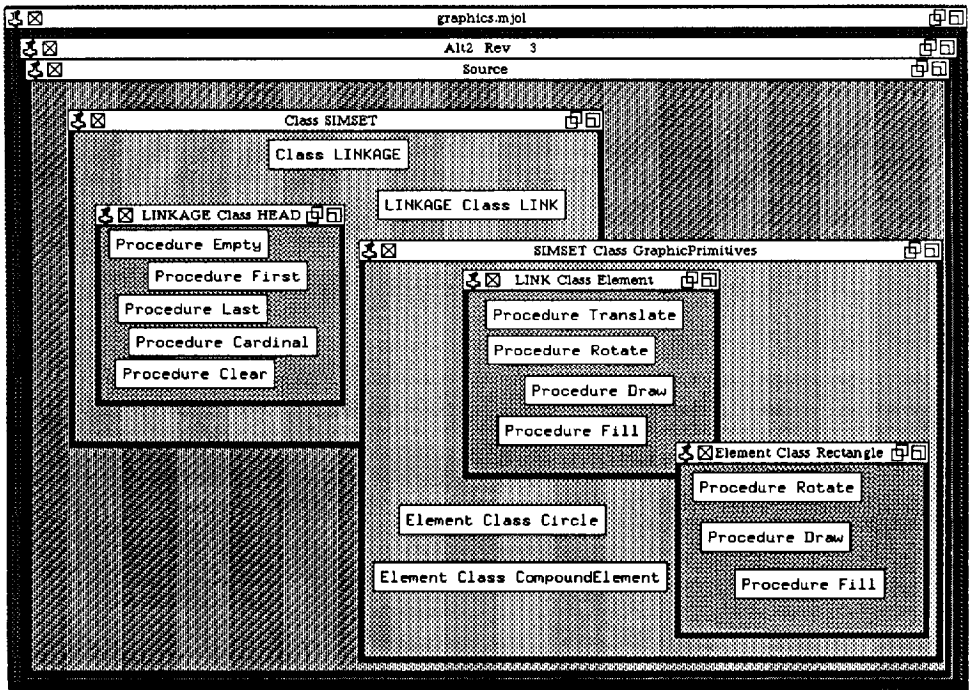 graphics.mjol
Alt2 Rev 3
Source
Class SIMSET
Class LINKAGE
LINKAGE Class LINK
LINKAGE Class HEAD
Procedure Empty
Procedure First
Procedure Last
Procedure Cardinal
Procedure Clear
SIMSET Class GraphicPrimitives
LINK Class Element
Procedure Translate
Procedure Rotate
Procedure Draw
Procedure Fill
Element Class Circle
Element Class CompoundElement
Element Class Rectangle
Procedure Rotate
Procedure Draw
Procedure Fill